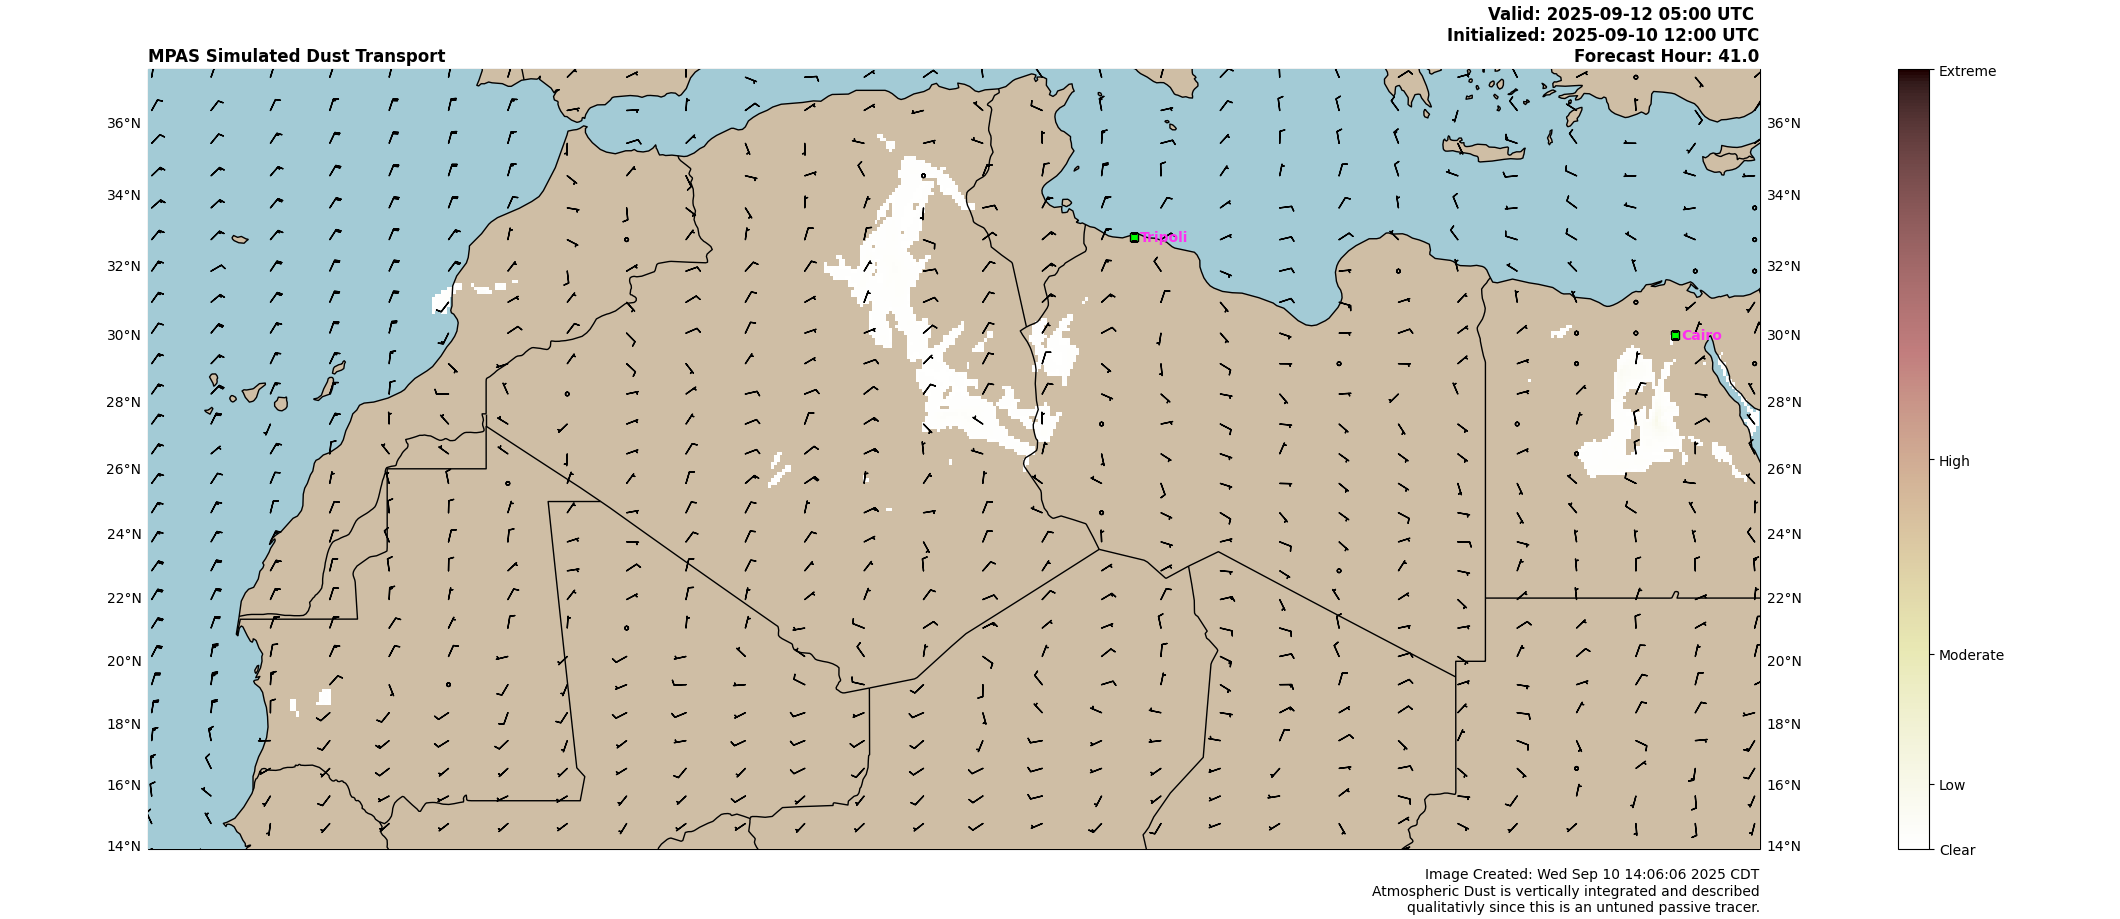 Valid: 2025-09-12 05:00 UTC
Initialized: 2025-09-10 12:00 UTC
MPAS Simulated Dust Transport
Forecast Hour: 41.0
Extreme
36°N
36°N
34°N
34°N
Tripoli
32°N
32°N
30°N
Cairo
30°N
28°N
28°N
High
26°N
26°N
24°N
24°N
22°N
22°N
Moderate
20°N
20°N
18°N
18°N
16°N
16°N
Low
14°N
14°N
Clear
Image Created: Wed Sep 10 14:06:06 2025 CDT
Atmospheric Dust is vertically integrated and described
qualitativly since this is an untuned passive tracer.